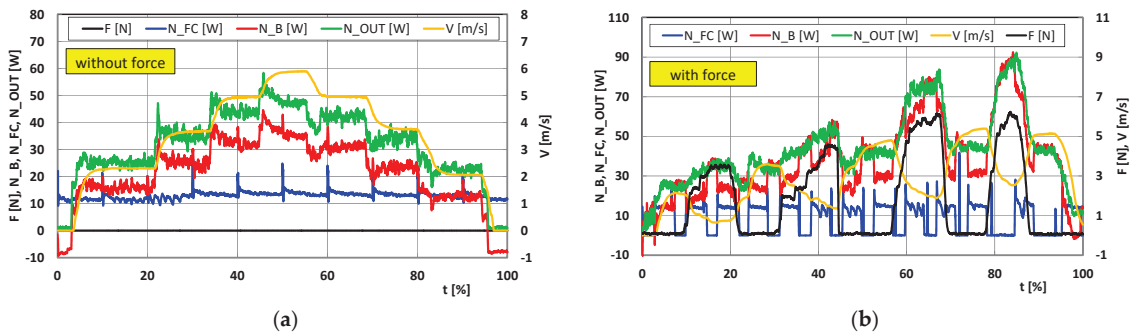 F [N] N_FC [W] N_B [W] N_OUT [W] V [m/s]
without force
F [N], N_B, N_FC, N_OUT [W]
80
70
60
50
40
30
20
10
0
-10
V [m/s]
8
7
6
5
4
3
2
1
0
-1
0 20 40 60 80 100
t [%]
(a)
N_FC [W] N_B [W] N_OUT [W] V [m/s] F [N]
with force
N_B, N_FC, N_OUT [W]
110
90
70
50
30
10
-10
F [N], V [m/s]
11
9
7
5
3
1
-1
0 20 40 60 80 100
t [%]
(b)